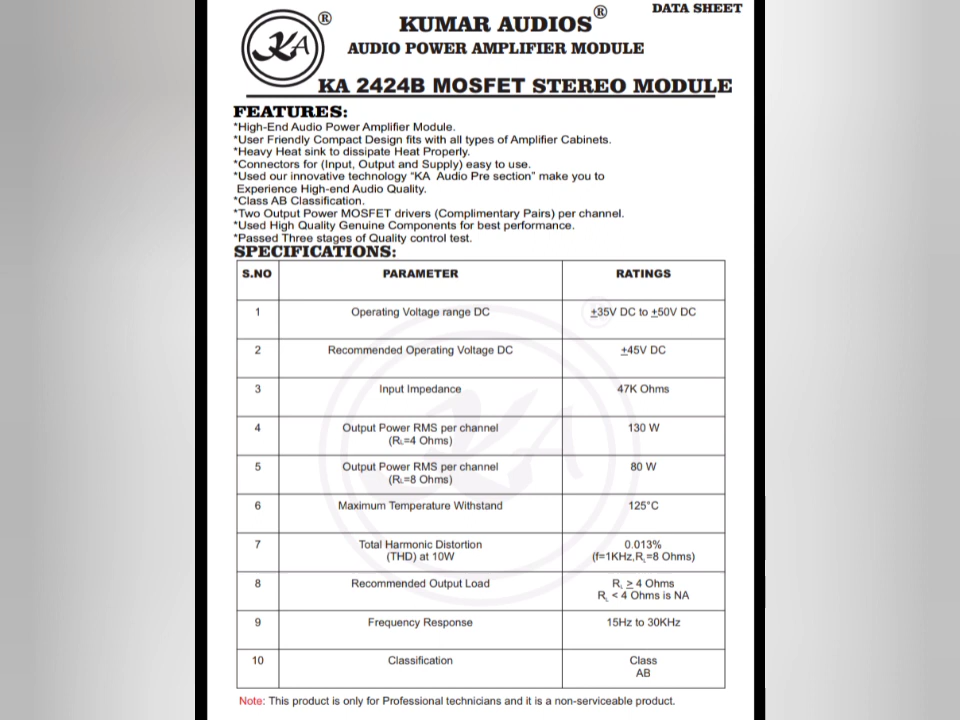 DATA SHEET
KA
®
KUMAR AUDIOS®
AUDIO POWER AMPLIFIER MODULE
KA 2424B MOSFET STEREO MODULE
FEATURES:
*High-End Audio Power Amplifier Module.
*User Friendly Compact Design fits with all types of Amplifier Cabinets.
*Heavy Heat sink to dissipate Heat Properly.
*Connectors for (Input, Output and Supply) easy to use.
*Used our innovative technology "KA Audio Pre section" make you to
Experience High-end Audio Quality.
*Class AB Classification.
*Two Output Power MOSFET drivers (Complimentary Pairs) per channel.
*Used High Quality Genuine Components for best performance.
*Passed Three stages of Quality control test.
SPECIFICATIONS:
S.NO PARAMETER RATINGS
1 Operating Voltage range DC ±35V DC to ±50V DC
2 Recommended Operating Voltage DC ±45V DC
3 Input Impedance 47K Ohms
4 Output Power RMS per channel 130 W
(RL=4 Ohms)
5 Output Power RMS per channel 80 W
(RL=8 Ohms)
6 Maximum Temperature Withstand 125°C
7 Total Harmonic Distortion 0.013%
(THD) at 10W (f=1KHz,RL=8 Ohms)
8 Recommended Output Load RL ≥ 4 Ohms
RL < 4 Ohms is NA
9 Frequency Response 15Hz to 30KHz
10 Classification Class
AB
Note: This product is only for Professional technicians and it is a non-serviceable product.